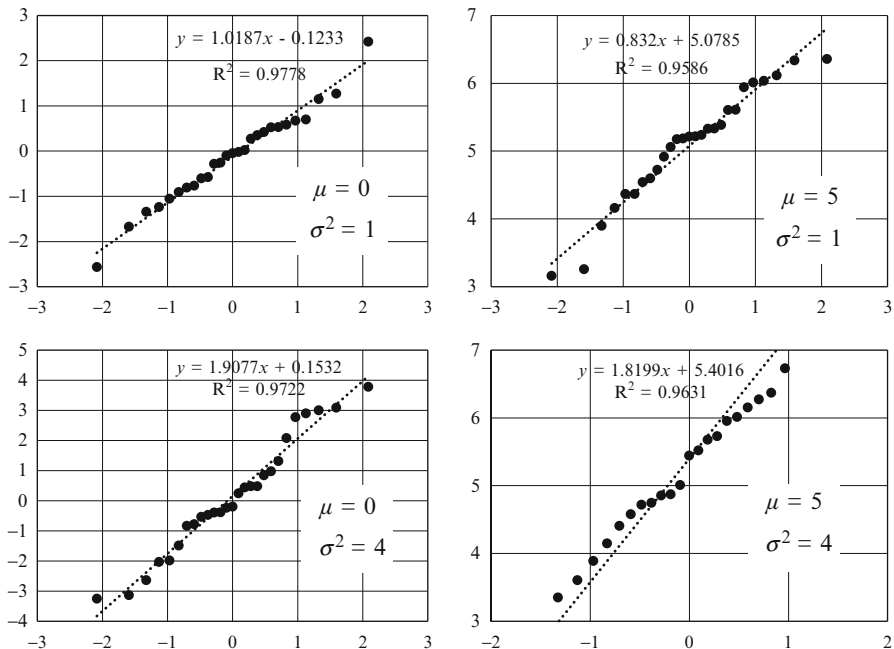 y = 1.0187x - 0.1233
R² = 0.9778
μ = 0
σ² = 1
3
2
1
0
−1
−2
−3
−3 −2 −1 0 1 2 3
y = 0.832x + 5.0785
R² = 0.9586
μ = 5
σ² = 1
7
6
5
4
3
−3 −2 −1 0 1 2 3
y = 1.9077x + 0.1532
R² = 0.9722
μ = 0
σ² = 4
5
4
3
2
1
0
−1
−2
−3
−4
−3 −2 −1 0 1 2 3
y = 1.8199x + 5.4016
R² = 0.9631
μ = 5
σ² = 4
7
6
5
4
3
−2 −1 0 1 2